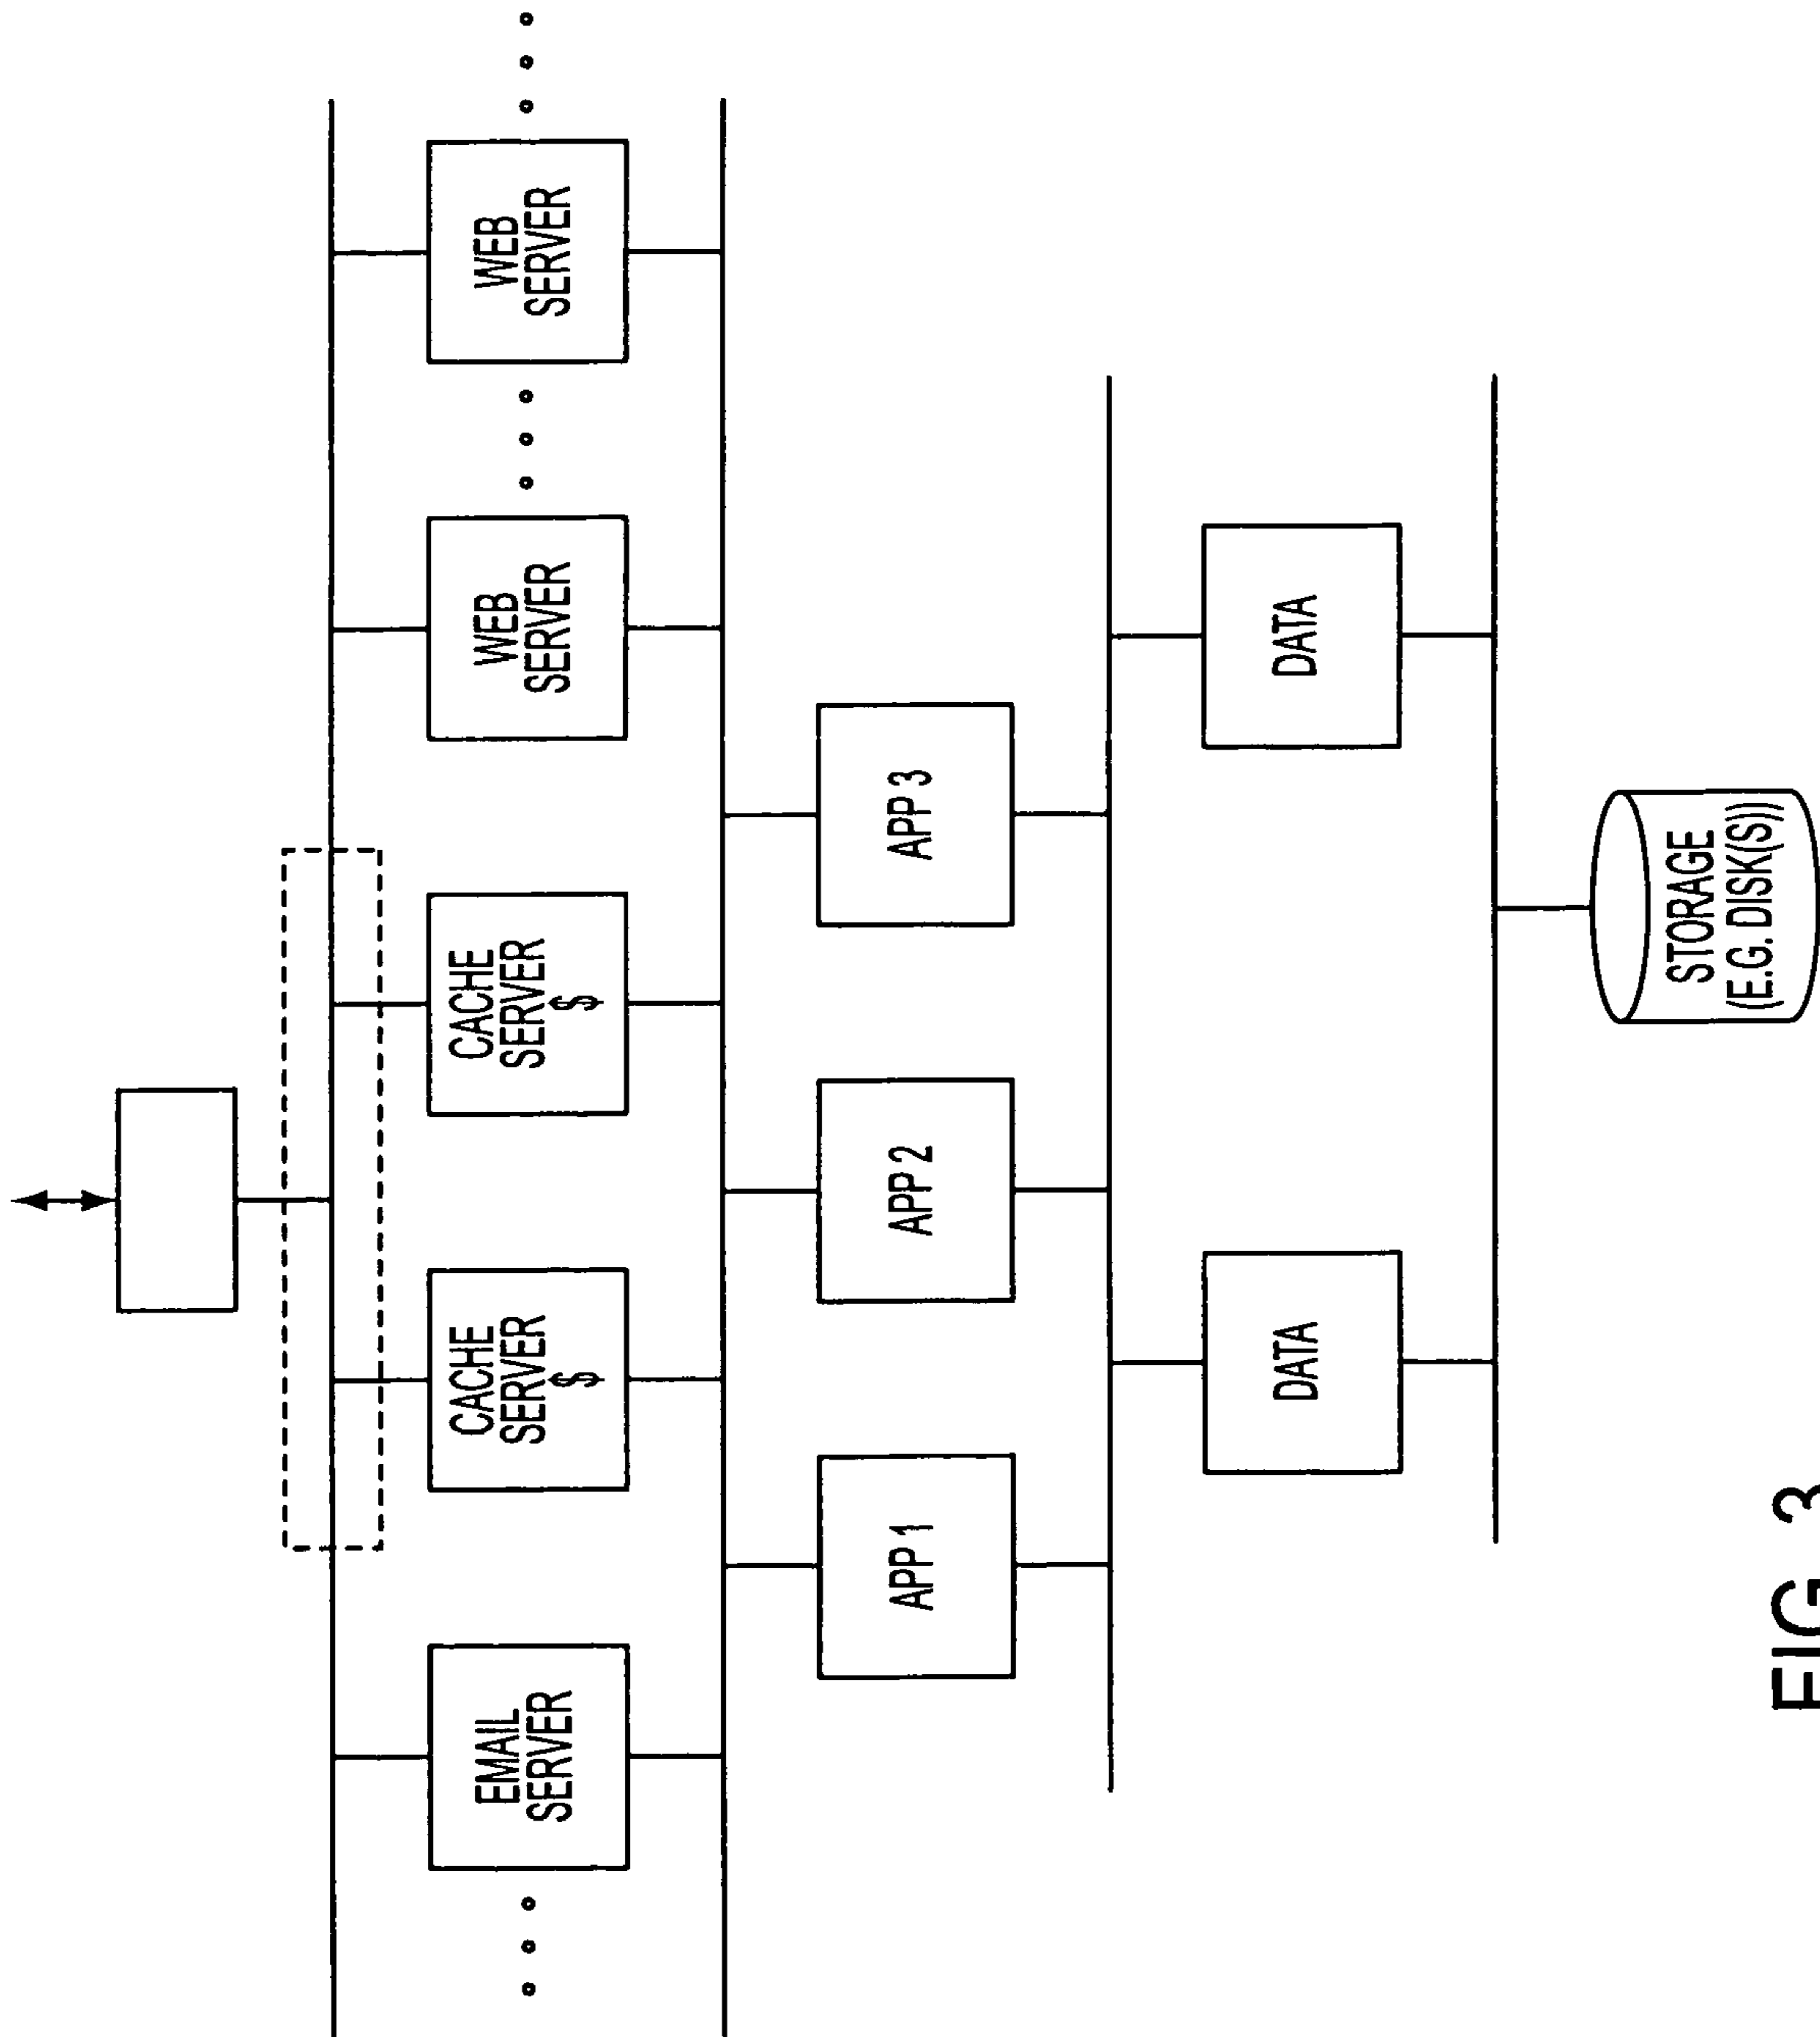 EMAIL
SERVER
CACHE
SERVER
$
CACHE
SERVER
$
WEB
SERVER
WEB
SERVER
APP 1
APP 2
APP 3
DATA
DATA
STORAGE
(E.G. DISK(S))
FIG 3